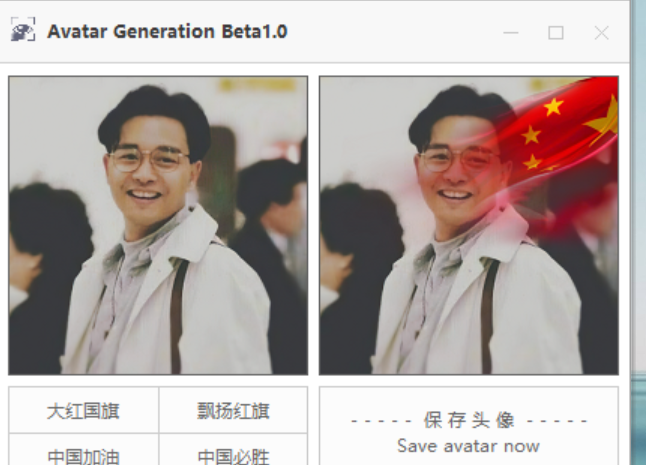 Avatar Generation Beta1.0
大红国旗 飘扬红旗
中国加油 中国必胜
- - - - - 保存头像 - - - - -
Save avatar now